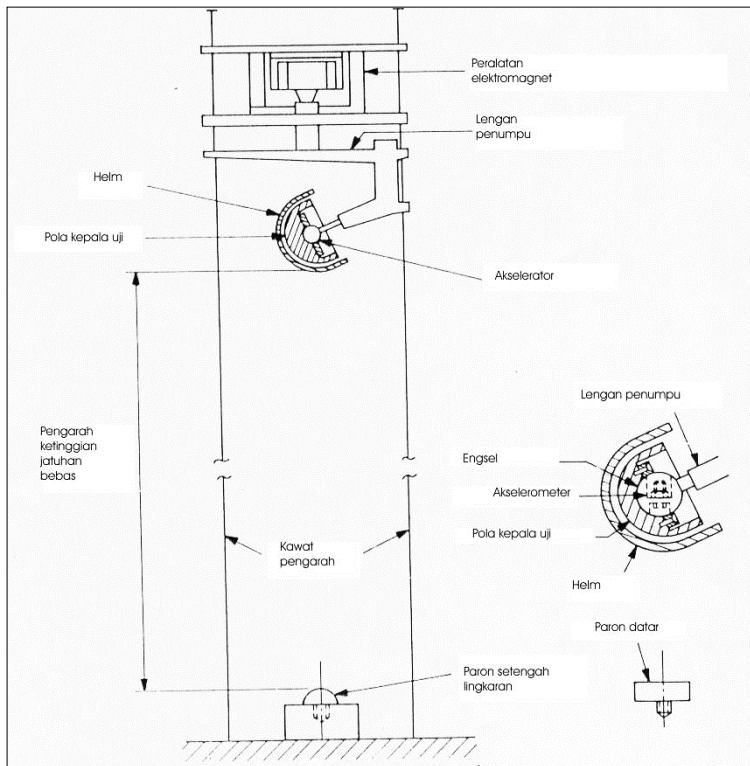 Peralatan
elektromagnet
Lengan
penumpu
Helm
Pola kepala uji
Akselerator
Pengarah
ketinggian
jatuhan
bebas
Kawat
pengarah
Paron setengah
lingkaran
Lengan penumpu
Engsel
Akselerometer
Pola kepala uji
Helm
Paron datar